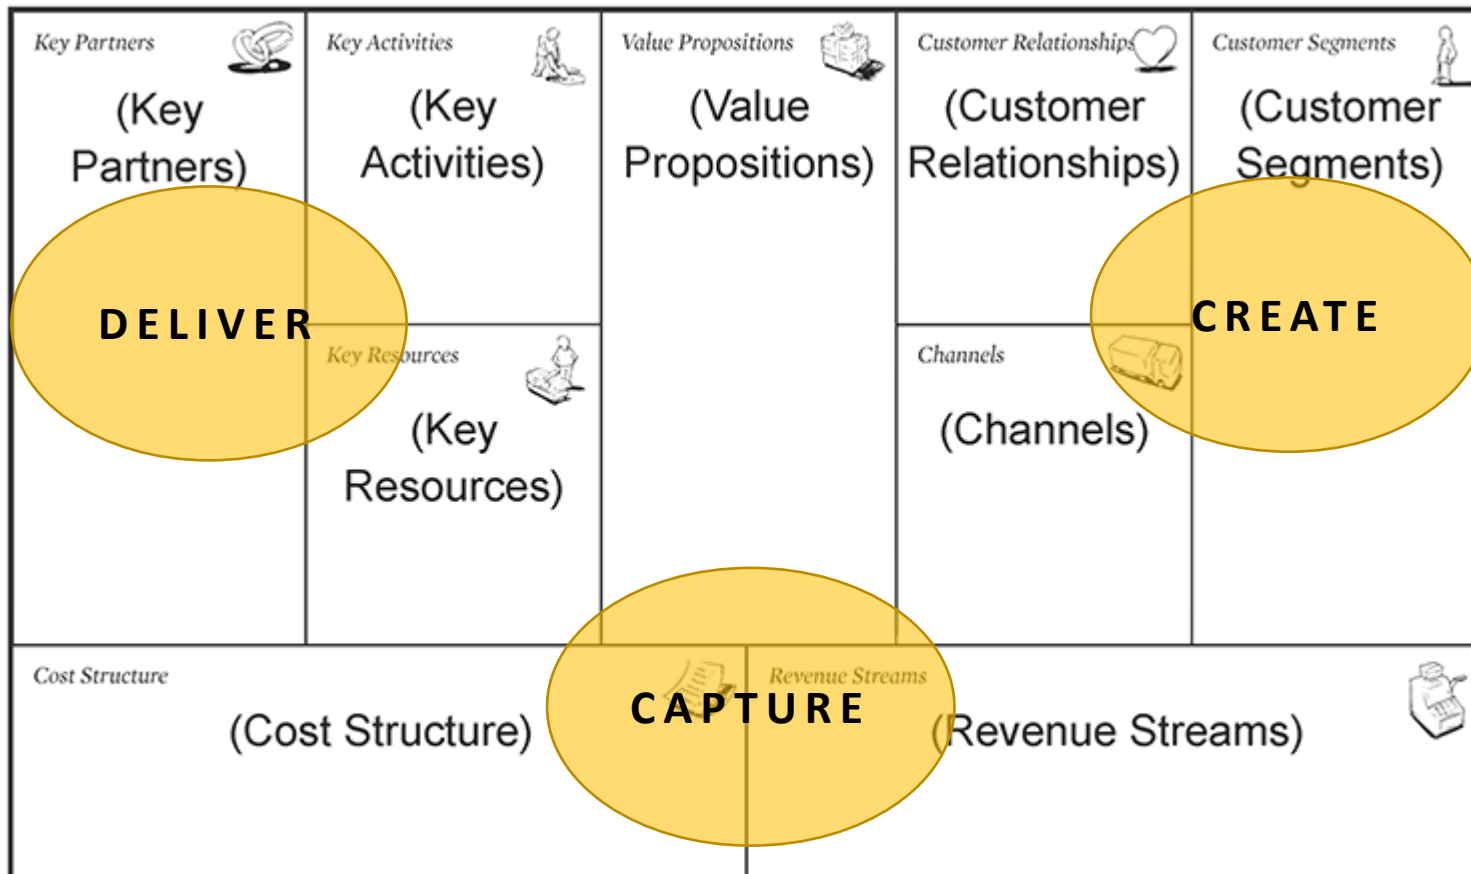 Key Partners
(Key
Partners)
Key Activities
(Key
Activities)
Value Propositions
(Value
Propositions)
Customer Relationships
(Customer
Relationships)
Customer Segments
(Customer
Segments)
DELIVER
CREATE
Key Resources
(Key
Resources)
Channels
(Channels)
Cost Structure
(Cost Structure)
CAPTURE
Revenue Streams
(Revenue Streams)